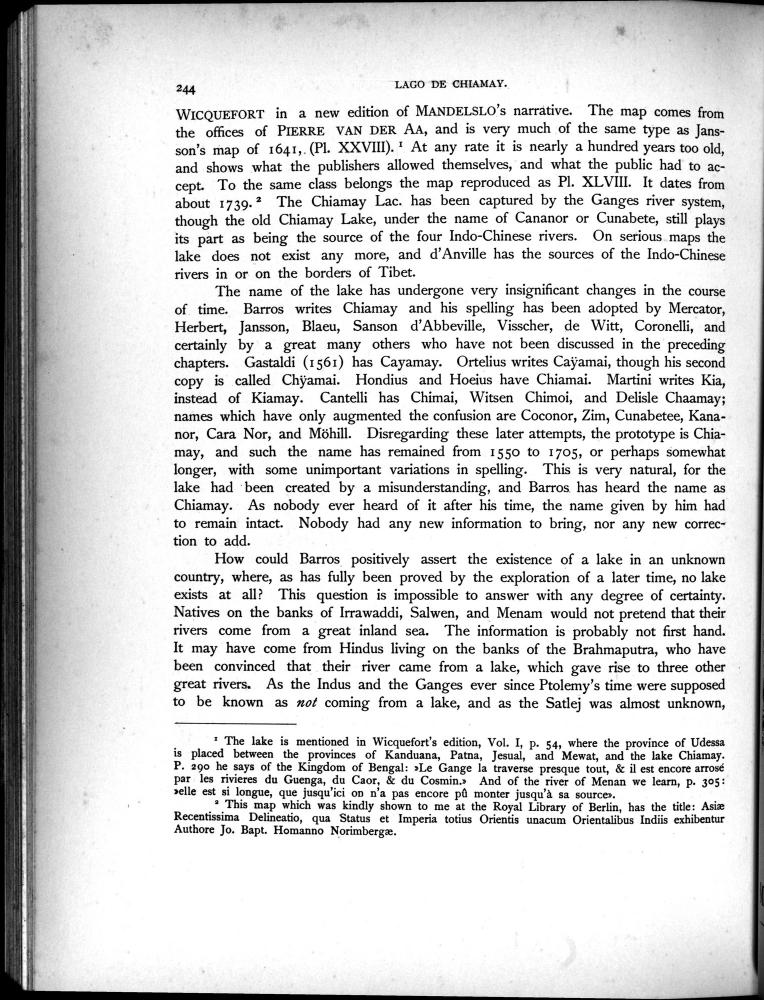 244
LAGO DE CHIAMAY.
WICQUEFORT in a new edition of MANDELSLO's narrative. The map comes from
the offices of PIERRE VAN DER AA, and is very much of the same type as Jans-
son's map of 1641,. (Pl. XXVIII). ¹ At any rate it is nearly a hundred years too old,
and shows what the publishers allowed themselves, and what the public had to ac-
cept. To the same class belongs the map reproduced as Pl. XLVIII. It dates from
about 1739. ² The Chiamay Lac. has been captured by the Ganges river system,
though the old Chiamay Lake, under the name of Cananor or Cunabete, still plays
its part as being the source of the four Indo-Chinese rivers. On serious maps the
lake does not exist any more, and d'Anville has the sources of the Indo-Chinese
rivers in or on the borders of Tibet.
The name of the lake has undergone very insignificant changes in the course
of time. Barros writes Chiamay and his spelling has been adopted by Mercator,
Herbert, Jansson, Blaeu, Sanson d'Abbeville, Visscher, de Witt, Coronelli, and
certainly by a great many others who have not been discussed in the preceding
chapters. Gastaldi (1561) has Cayamay. Ortelius writes Caÿamai, though his second
copy is called Chÿamai. Hondius and Hoeius have Chiamai. Martini writes Kia,
instead of Kiamay. Cantelli has Chimai, Witsen Chimoi, and Delisle Chaamay;
names which have only augmented the confusion are Coconor, Zim, Cunabetee, Kana-
nor, Cara Nor, and Möhill. Disregarding these later attempts, the prototype is Chia-
may, and such the name has remained from 1550 to 1705, or perhaps somewhat
longer, with some unimportant variations in spelling. This is very natural, for the
lake had been created by a misunderstanding, and Barros has heard the name as
Chiamay. As nobody ever heard of it after his time, the name given by him had
to remain intact. Nobody had any new information to bring, nor any new correc-
tion to add.
How could Barros positively assert the existence of a lake in an unknown
country, where, as has fully been proved by the exploration of a later time, no lake
exists at all? This question is impossible to answer with any degree of certainty.
Natives on the banks of Irrawaddi, Salwen, and Menam would not pretend that their
rivers come from a great inland sea. The information is probably not first hand.
It may have come from Hindus living on the banks of the Brahmaputra, who have
been convinced that their river came from a lake, which gave rise to three other
great rivers. As the Indus and the Ganges ever since Ptolemy's time were supposed
to be known as not coming from a lake, and as the Satlej was almost unknown,
¹ The lake is mentioned in Wicquefort's edition, Vol. I, p. 54, where the province of Udessa
is placed between the provinces of Kanduana, Patna, Jesual, and Mewat, and the lake Chiamay.
P. 290 he says of the Kingdom of Bengal: »Le Gange la traverse presque tout, & il est encore arrosé
par les rivieres du Guenga, du Caor, & du Cosmin.» And of the river of Menan we learn, p. 305:
»elle est si longue, que jusqu'ici on n'a pas encore pû monter jusqu'à sa source».
² This map which was kindly shown to me at the Royal Library of Berlin, has the title: Asiæ
Recentissima Delineatio, qua Status et Imperia totius Orientis unacum Orientalibus Indiis exhibentur
Authore Jo. Bapt. Homanno Norimbergæ.